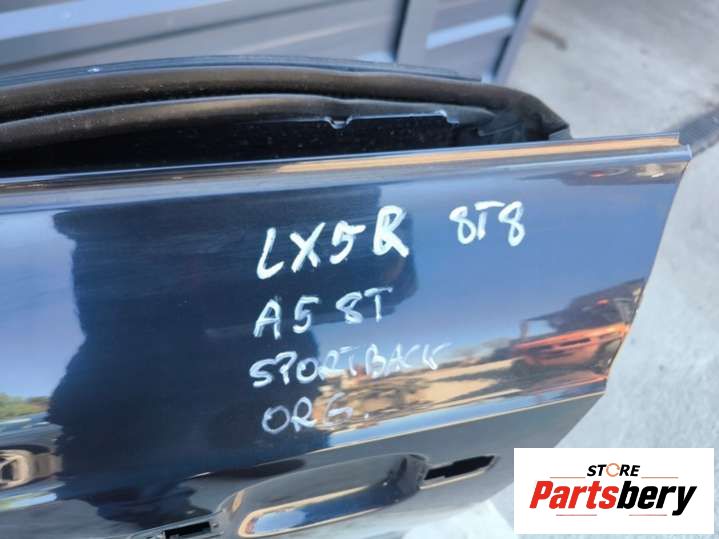 LX5R 8T8
A5 8T
SPORTBACK
ORG.
STORE
Partsbery